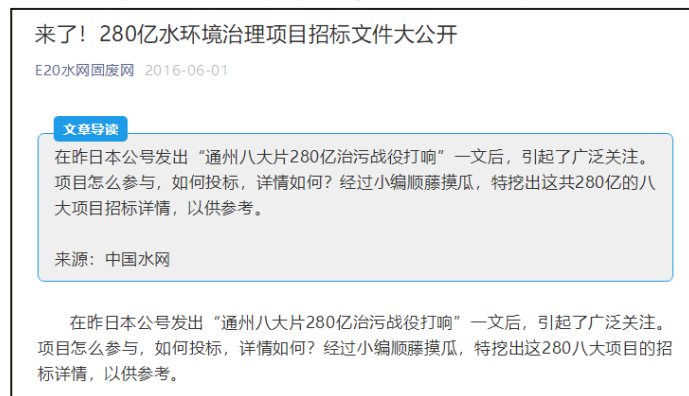 来了！280亿水环境治理项目招标文件大公开
E20水网固废网 2016-06-01
文章导读
在昨日本公号发出“通州八大片280亿治污战役打响”一文后，引起了广泛关注。
项目怎么参与，如何投标，详情如何？经过小编顺藤摸瓜，特挖出这共280亿的八
大项目招标详情，以供参考。
来源：中国水网
在昨日本公号发出“通州八大片280亿治污战役打响”一文后，引起了广泛关注。
项目怎么参与，如何投标，详情如何？经过小编顺藤摸瓜，特挖出这280八大项目的招
标详情，以供参考。